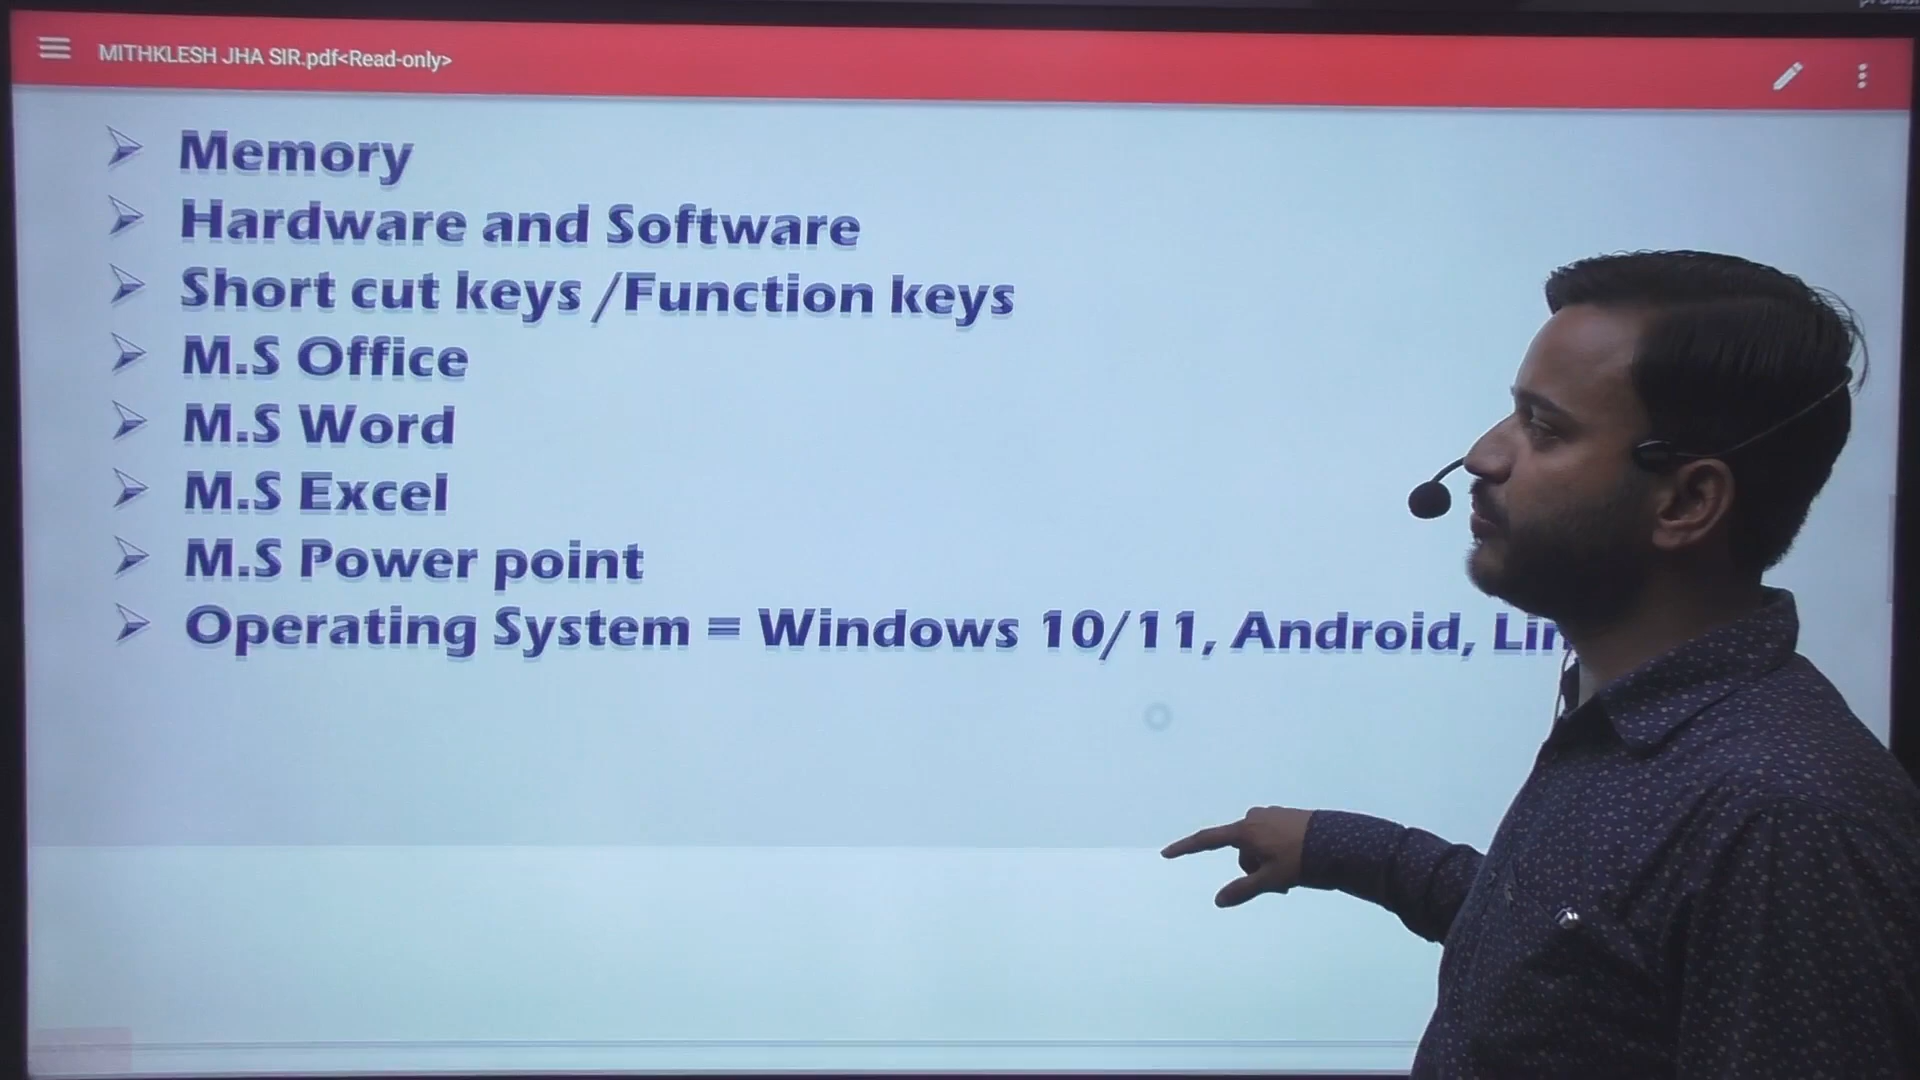 MITHKLESH JHA SIR.pdf<Read-only>
Memory
Hardware and Software
Short cut keys /Function keys
M.S Office
M.S Word
M.S Excel
M.S Power point
Operating System = Windows 10/11, Android,